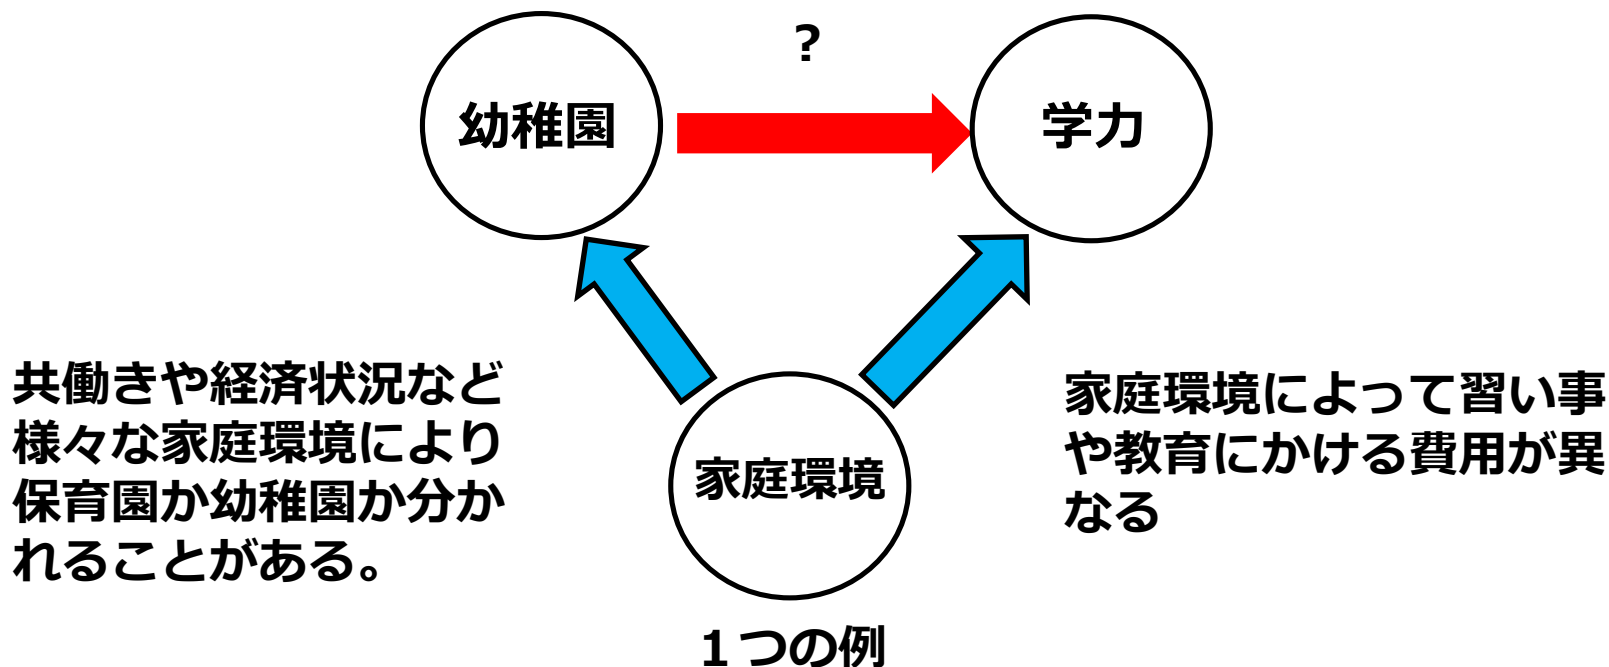 ?
幼稚園
学力
共働きや経済状況など
様々な家庭環境により
保育園か幼稚園か分か
れることがある。
家庭環境
家庭環境によって習い事
や教育にかける費用が異
なる
１つの例